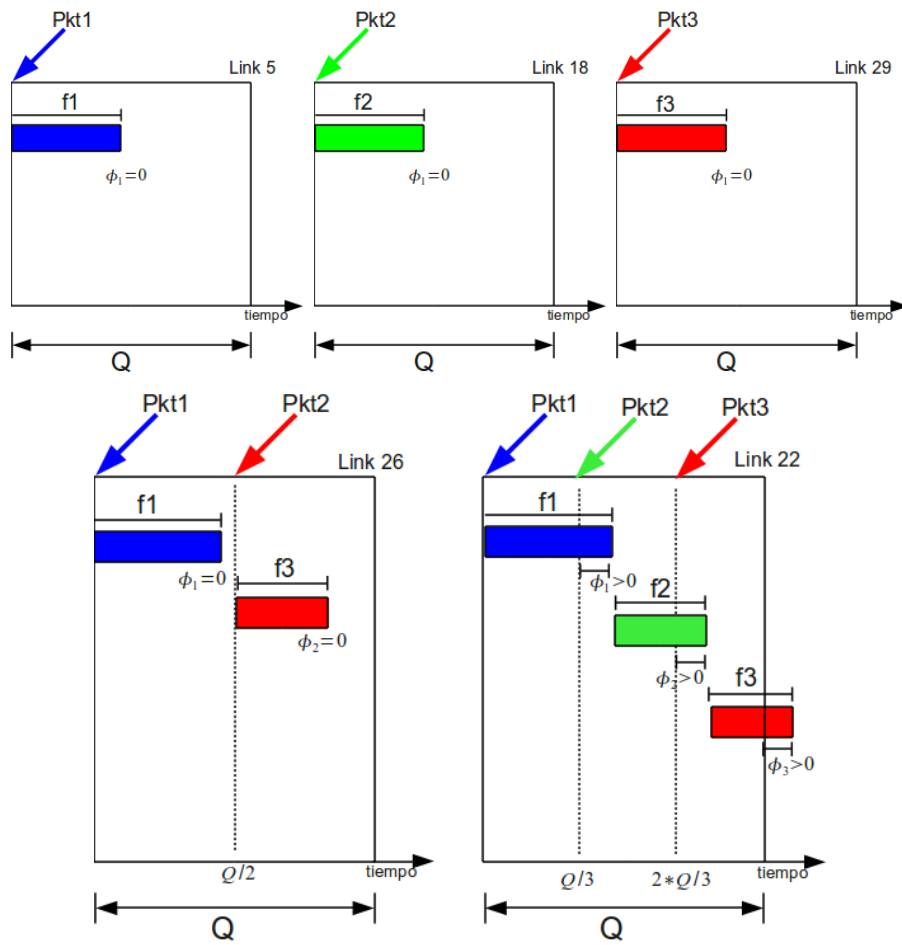 Pkt1 Pkt2 Pkt3
Link 5 Link 18 Link 29
f1 f2 f3
ϕ₁=0 ϕ₁=0 ϕ₁=0
tiempo tiempo tiempo
Q Q Q
Pkt1 Pkt2 Pkt1 Pkt2 Pkt3
Link 26 Link 22
f1 f1
ϕ₁=0 f3 ϕ₁>0 f2
ϕ₂=0 ϕ₂>0 f3
ϕ₃>0
Q/2 tiempo Q/3 2*Q/3 tiempo
Q Q